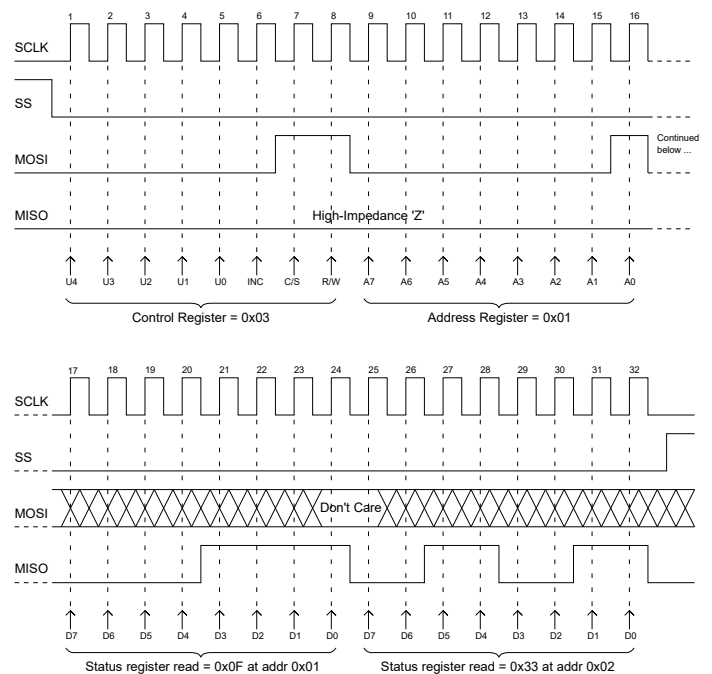 1 2 3 4 5 6 7 8 9 10 11 12 13 14 15 16
SCLK
SS
MOSI
Continued
below ...
MISO
High-Impedance 'Z'
U4 U3 U2 U1 U0 INC C/S R/W A7 A6 A5 A4 A3 A2 A1 A0
Control Register = 0x03 Address Register = 0x01
17 18 19 20 21 22 23 24 25 26 27 28 29 30 31 32
SCLK
SS
MOSI
Don't Care
MISO
D7 D6 D5 D4 D3 D2 D1 D0 D7 D6 D5 D4 D3 D2 D1 D0
Status register read = 0x0F at addr 0x01 Status register read = 0x33 at addr 0x02